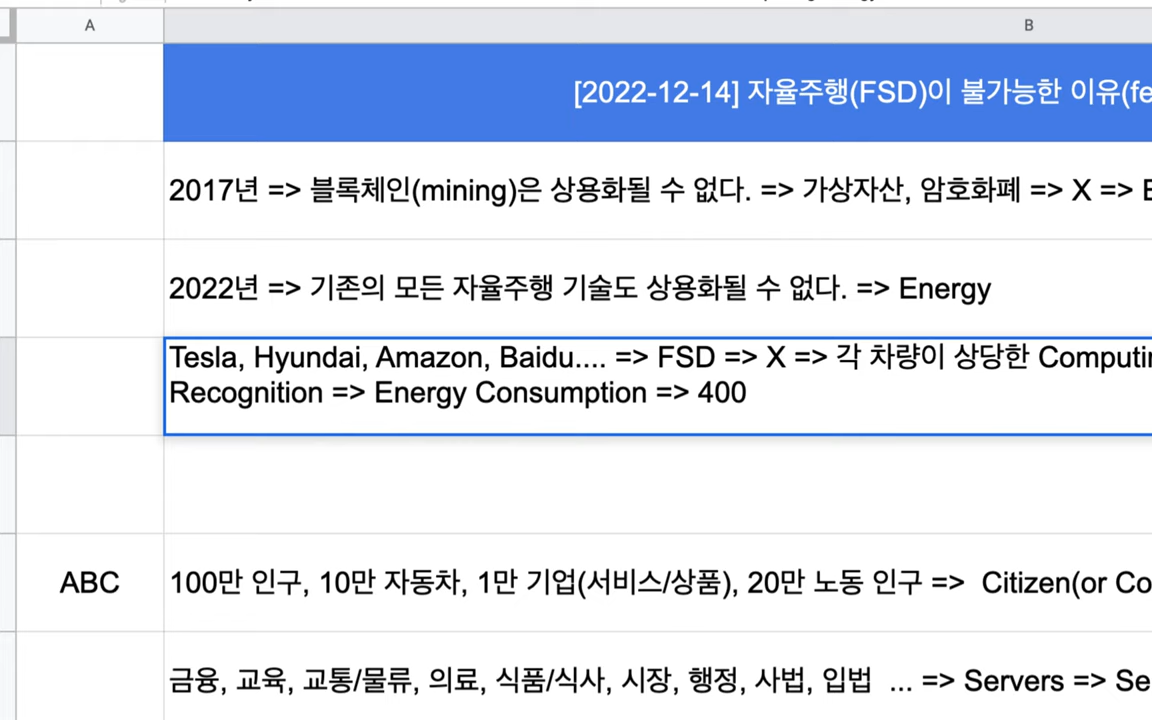 A
B
[2022-12-14] 자율주행(FSD)이 불가능한 이유(fe
2017년 => 블록체인(mining)은 상용화될 수 없다. => 가상자산, 암호화폐 => X => E
2022년 => 기존의 모든 자율주행 기술도 상용화될 수 없다. => Energy
Tesla, Hyundai, Amazon, Baidu.... => FSD => X => 각 차량이 상당한 Computin
Recognition => Energy Consumption => 400
ABC
100만 인구, 10만 자동차, 1만 기업(서비스/상품), 20만 노동 인구 => Citizen(or Co
금융, 교육, 교통/물류, 의료, 식품/식사, 시장, 행정, 사법, 입법 ... => Servers => Se